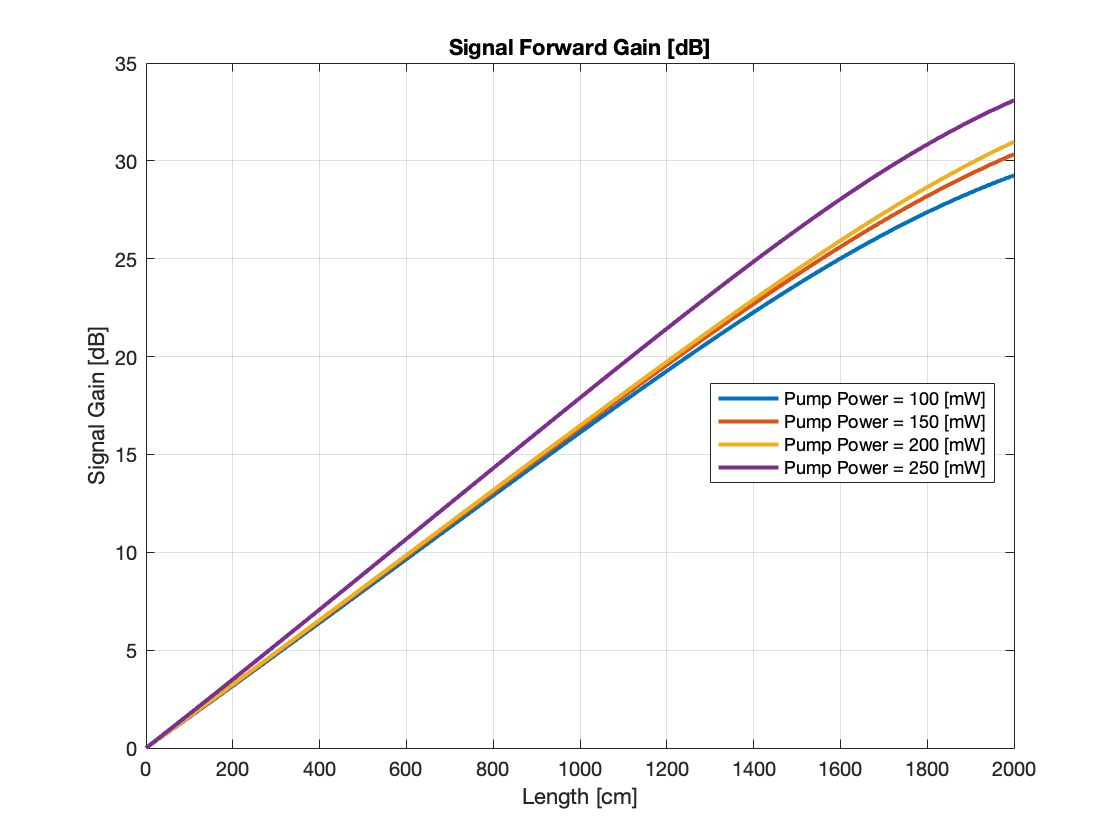 Signal Forward Gain [dB]
35
30
25
20
15
10
5
0
Signal Gain [dB]
Pump Power = 100 [mW]
Pump Power = 150 [mW]
Pump Power = 200 [mW]
Pump Power = 250 [mW]
0 200 400 600 800 1000 1200 1400 1600 1800 2000
Length [cm]